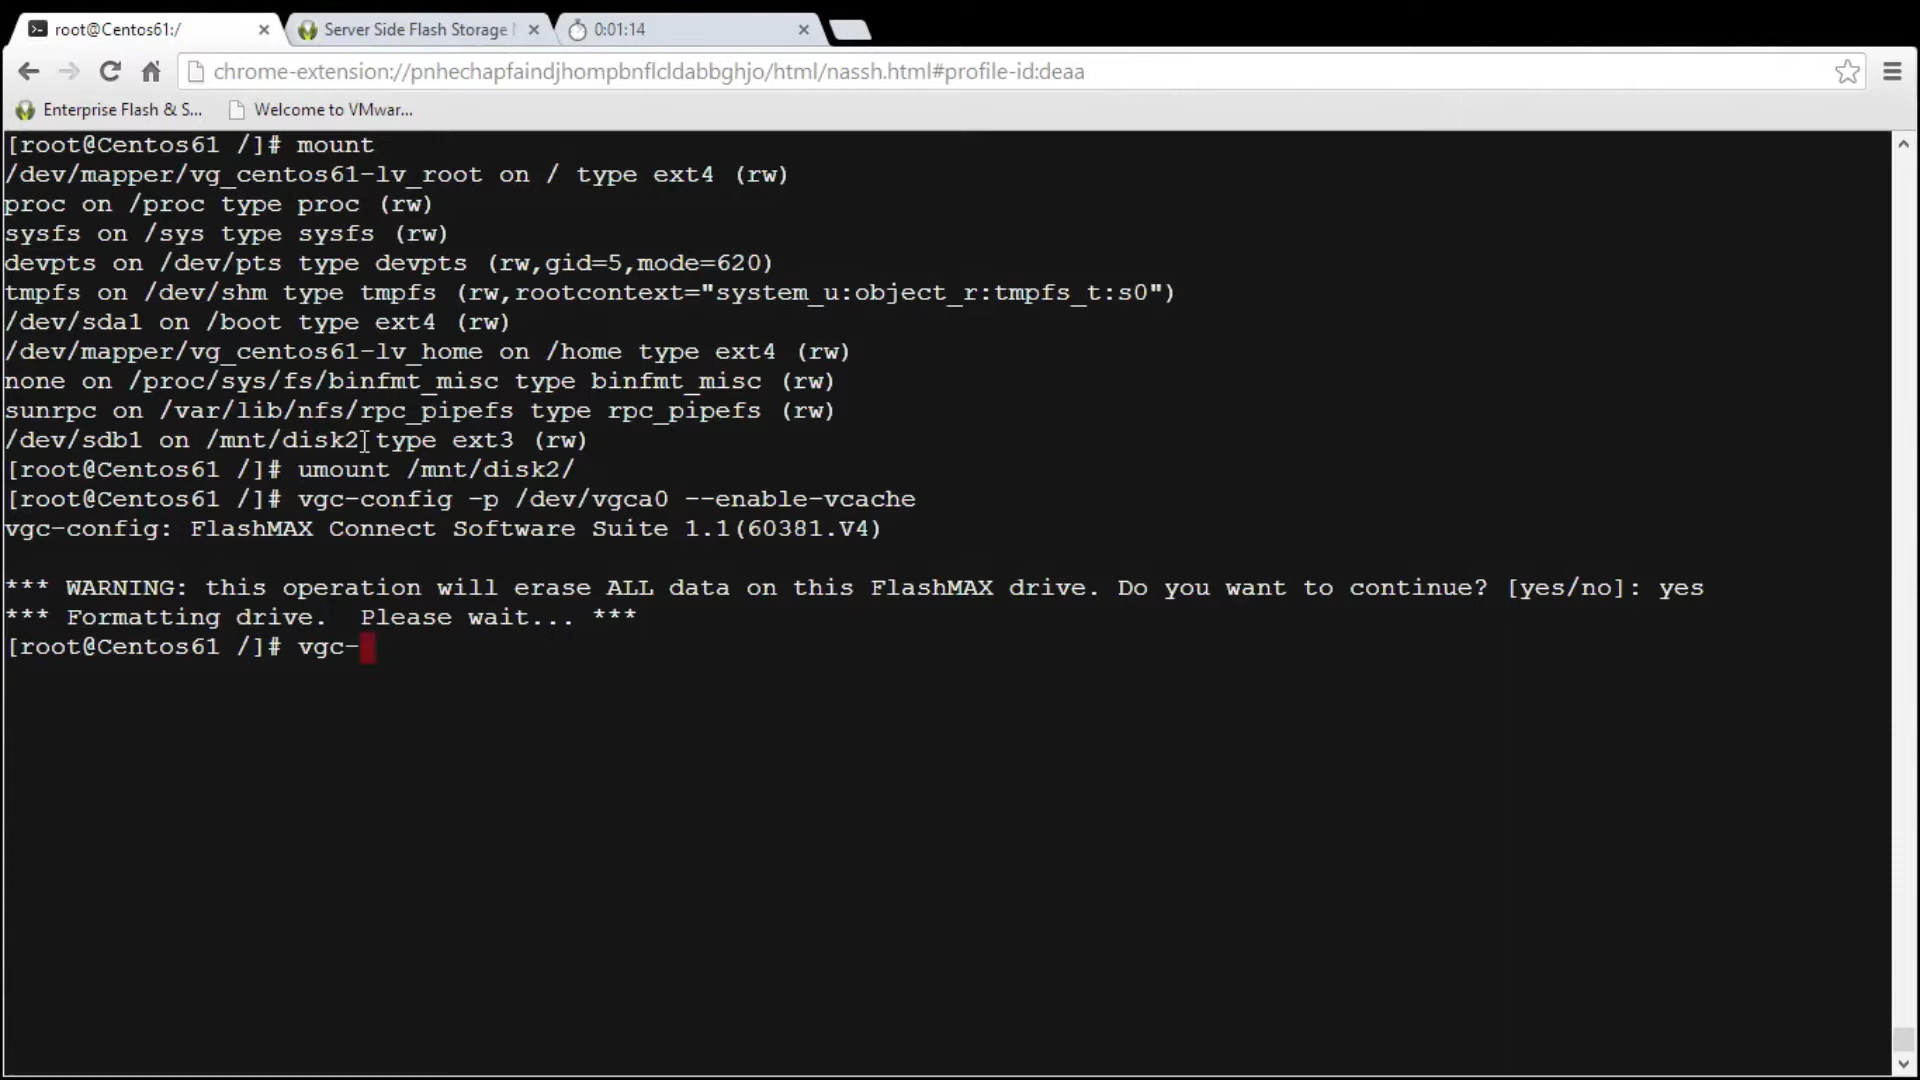 root@Centos61:/
Server Side Flash Storage
0:01:14
chrome-extension://pnhechapfaindjhompbnflcldabbghjo/html/nassh.html#profile-id:deaa
Enterprise Flash & S...
Welcome to VMwar...
[root@Centos61 /]# mount
/dev/mapper/vg_centos61-lv_root on / type ext4 (rw)
proc on /proc type proc (rw)
sysfs on /sys type sysfs (rw)
devpts on /dev/pts type devpts (rw,gid=5,mode=620)
tmpfs on /dev/shm type tmpfs (rw,rootcontext="system_u:object_r:tmpfs_t:s0")
/dev/sda1 on /boot type ext4 (rw)
/dev/mapper/vg_centos61-lv_home on /home type ext4 (rw)
none on /proc/sys/fs/binfmt_misc type binfmt_misc (rw)
sunrpc on /var/lib/nfs/rpc_pipefs type rpc_pipefs (rw)
/dev/sdb1 on /mnt/disk2 type ext3 (rw)
[root@Centos61 /]# umount /mnt/disk2/
[root@Centos61 /]# vgc-config -p /dev/vgca0 --enable-vcache
vgc-config: FlashMAX Connect Software Suite 1.1(60381.V4)
*** WARNING: this operation will erase ALL data on this FlashMAX drive. Do you want to continue? [yes/no]: yes
*** Formatting drive.  Please wait... ***
[root@Centos61 /]# vgc-